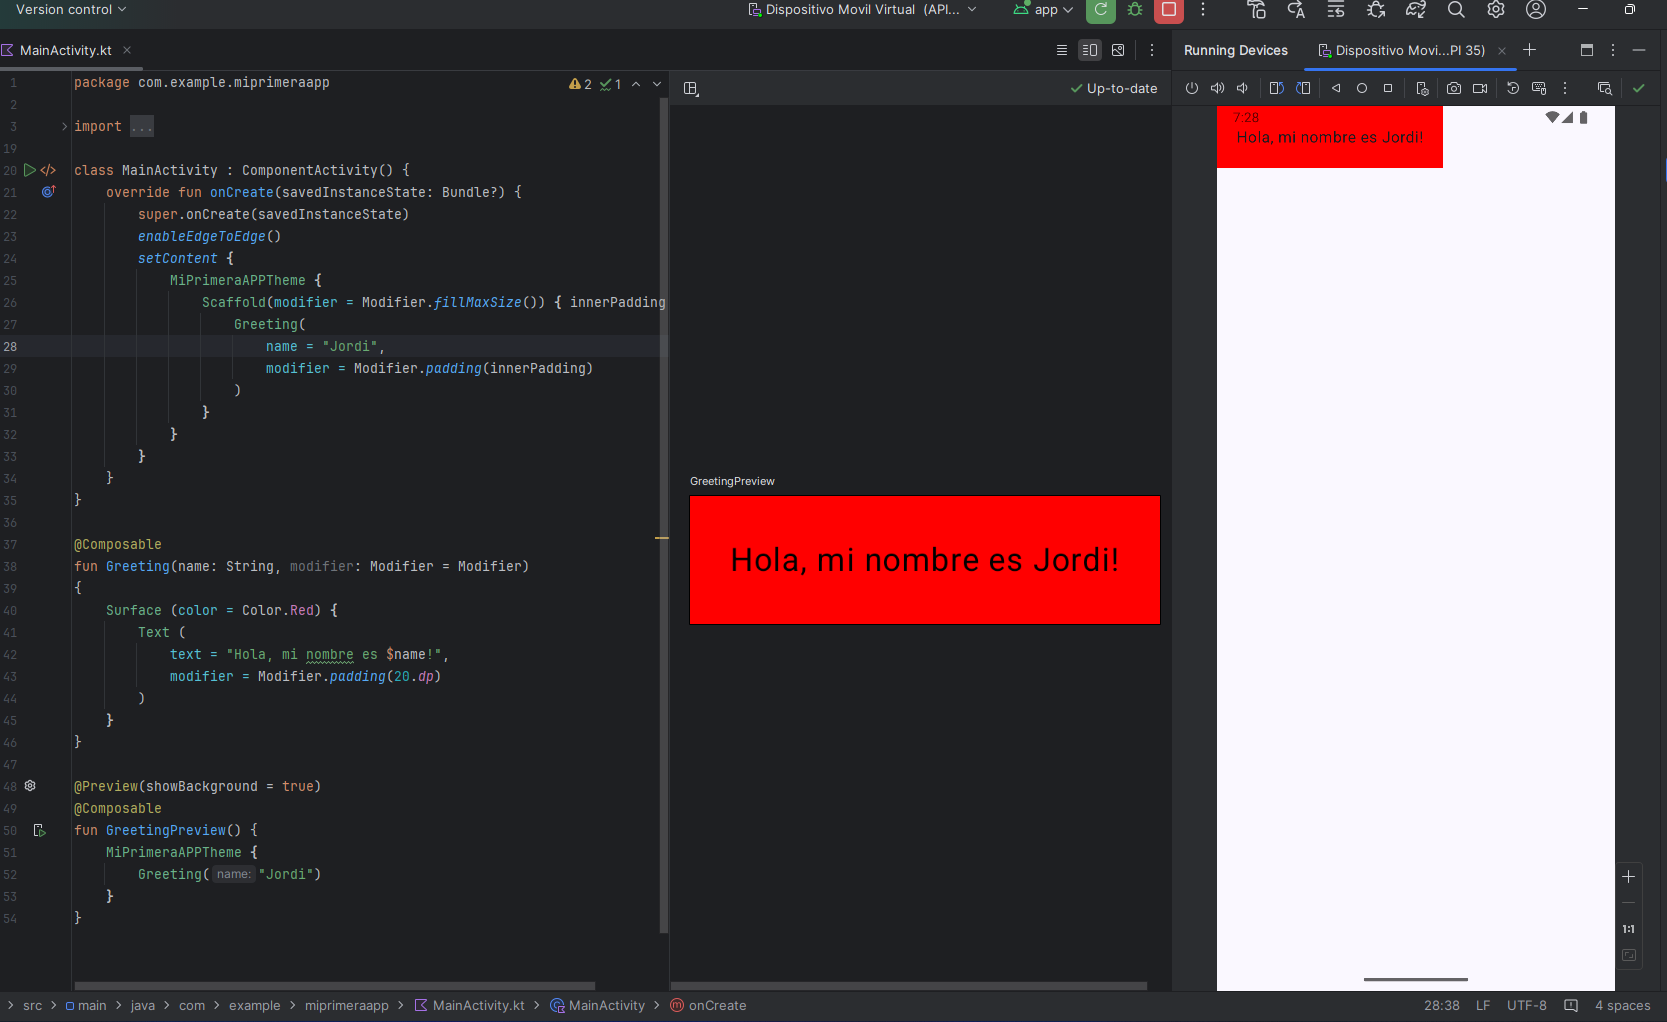 Version control
Dispositivo Movil Virtual (API...
app
MainActivity.kt
Running Devices
Dispositivo Movi...PI 35)
1 package com.example.miprimeraapp
2 1
2
3 import ...
19
20 class MainActivity : ComponentActivity() {
21 override fun onCreate(savedInstanceState: Bundle?) {
22 super.onCreate(savedInstanceState)
23 enableEdgeToEdge()
24 setContent {
25 MiPrimeraAPPTheme {
26 Scaffold(modifier = Modifier.fillMaxSize()) { innerPadding
27 Greeting(
28 name = "Jordi",
29 modifier = Modifier.padding(innerPadding)
30 )
31 }
32 }
33 }
34 }
35 }
36
37 @Composable
38 fun Greeting(name: String, modifier: Modifier = Modifier)
39 {
40 Surface (color = Color.Red) {
41 Text (
42 text = "Hola, mi nombre es $name!",
43 modifier = Modifier.padding(20.dp)
44 )
45 }
46 }
47
48 @Preview(showBackground = true)
49 @Composable
50 fun GreetingPreview() {
51 MiPrimeraAPPTheme {
52 Greeting( name: "Jordi")
53 }
54 }
Up-to-date
GreetingPreview
Hola, mi nombre es Jordi!
7:28
Hola, mi nombre es Jordi!
1:1
src main java com example miprimeraapp MainActivity.kt MainActivity onCreate
28:38 LF UTF-8 4 spaces